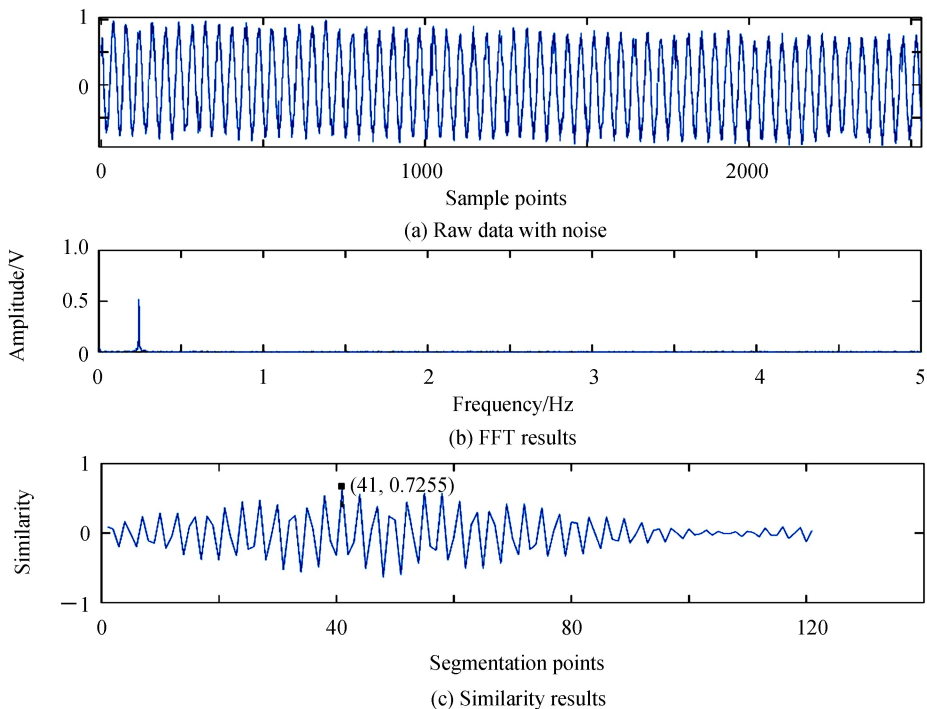 1
0
0 1000 2000
Sample points
(a) Raw data with noise
Amplitude/V
1.0
0.5
0
0 1 2 3 4 5
Frequency/Hz
(b) FFT results
Similarity
1
(41, 0.7255)
0
−1
0 40 80 120
Segmentation points
(c) Similarity results